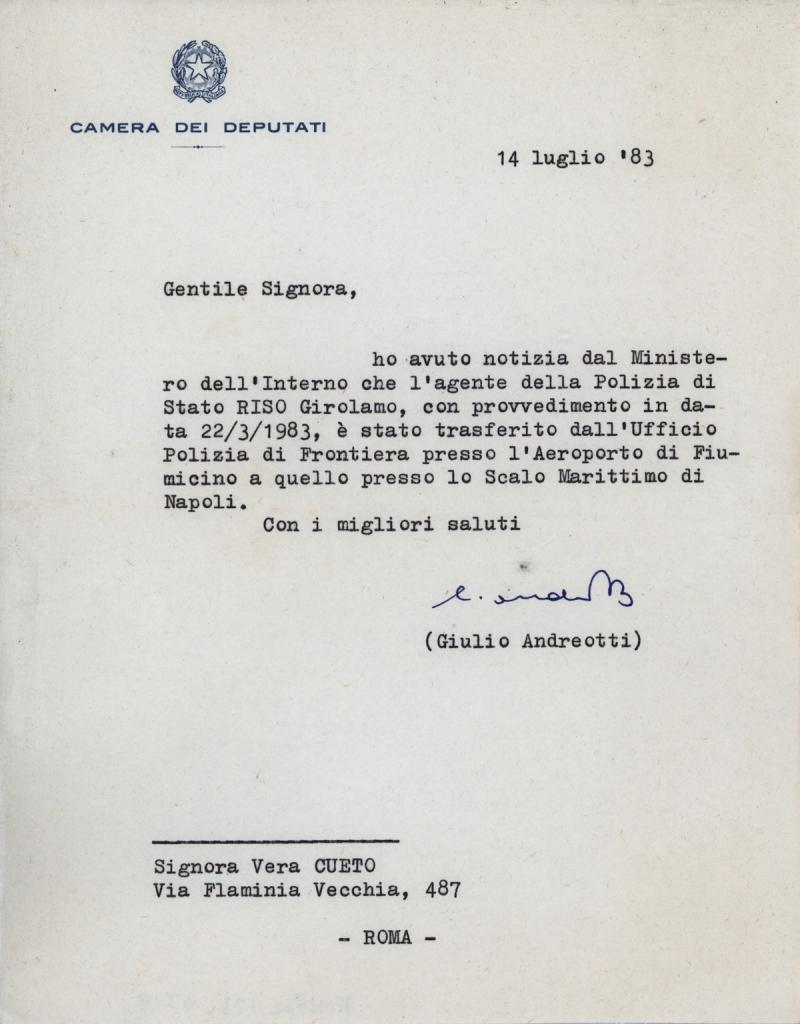 CAMERA DEI DEPUTATI
14 luglio '83
Gentile Signora,
ho avuto notizia dal Ministe-
ro dell'Interno che l'agente della Polizia di
Stato RISO Girolamo, con provvedimento in da-
ta 22/3/1983, è stato trasferito dall'Ufficio
Polizia di Frontiera presso l'Aeroporto di Fiu-
micino a quello presso lo Scalo Marittimo di
Napoli.
Con i migliori saluti
(Giulio Andreotti)
Signora Vera CUETO
Via Flaminia Vecchia, 487
- ROMA -